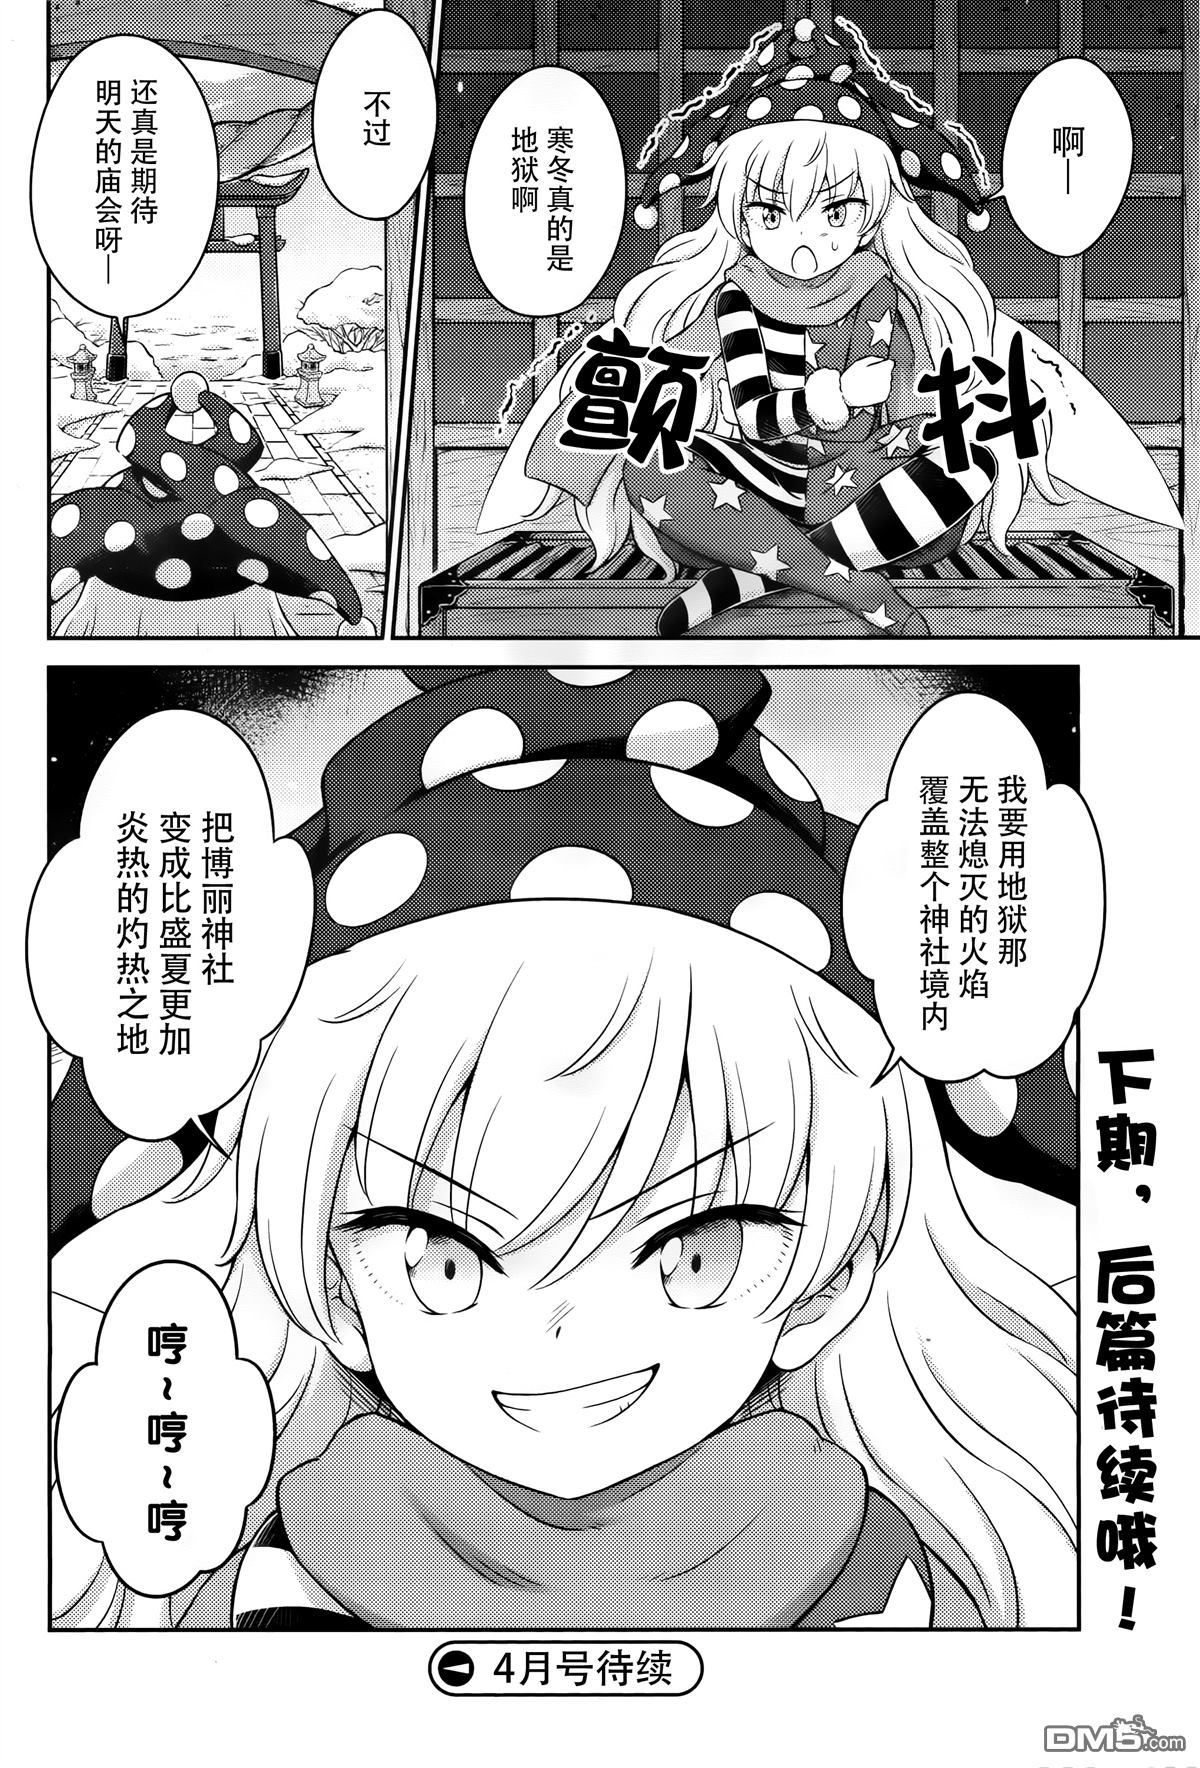 啊—
寒冬真的是
地狱啊
颤
抖
不过
还真是期待
明天的庙会呀—
我要用地狱那
无法熄灭的火焰
覆盖整个神社境内
把博丽神社
变成比盛夏更加
炎热的灼热之地
哼~哼~哼
下期，后篇待续哦！
4月号待续
DM5.com